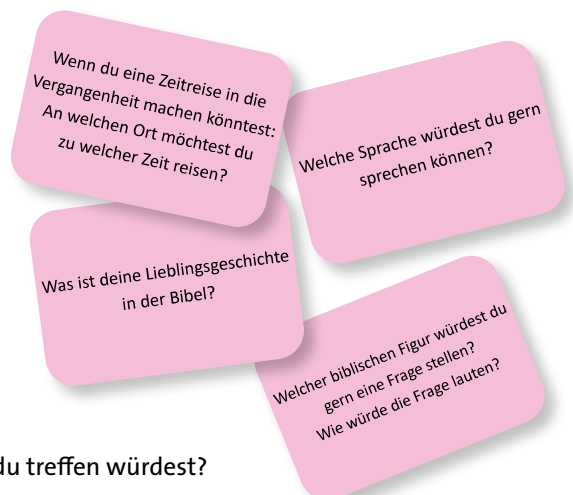 Wenn du eine Zeitreise in die
Vergangenheit machen könntest:
An welchen Ort möchtest du
zu welcher Zeit reisen?
Welche Sprache würdest du gern
sprechen können?
Was ist deine Lieblingsgeschichte
in der Bibel?
Welcher biblischen Figur würdest du
gern eine Frage stellen?
Wie würde die Frage lauten?
du treffen würdest?